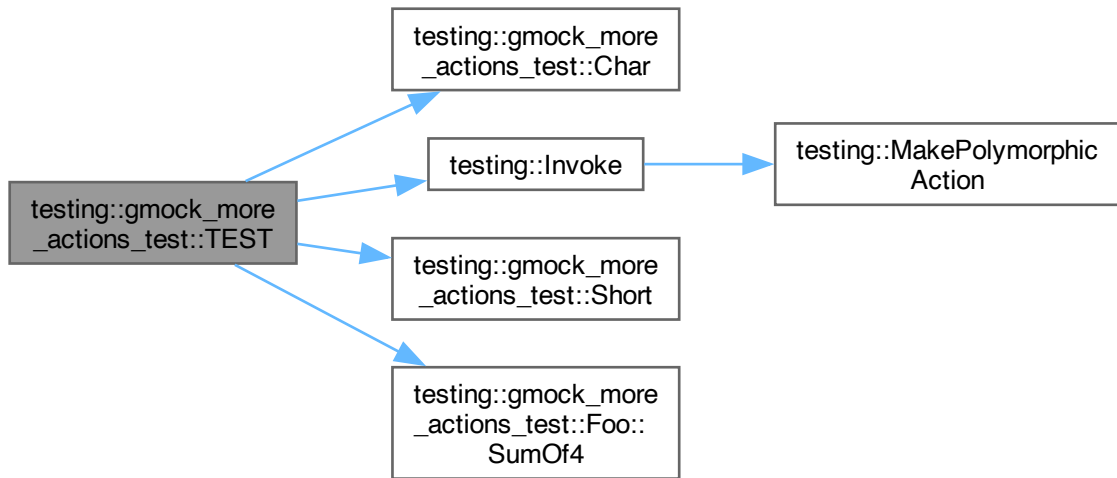 testing::gmock_more
_actions_test::Char
testing::Invoke
testing::MakePolymorphic
Action
testing::gmock_more
_actions_test::TEST
testing::gmock_more
_actions_test::Short
testing::gmock_more
_actions_test::Foo::
SumOf4